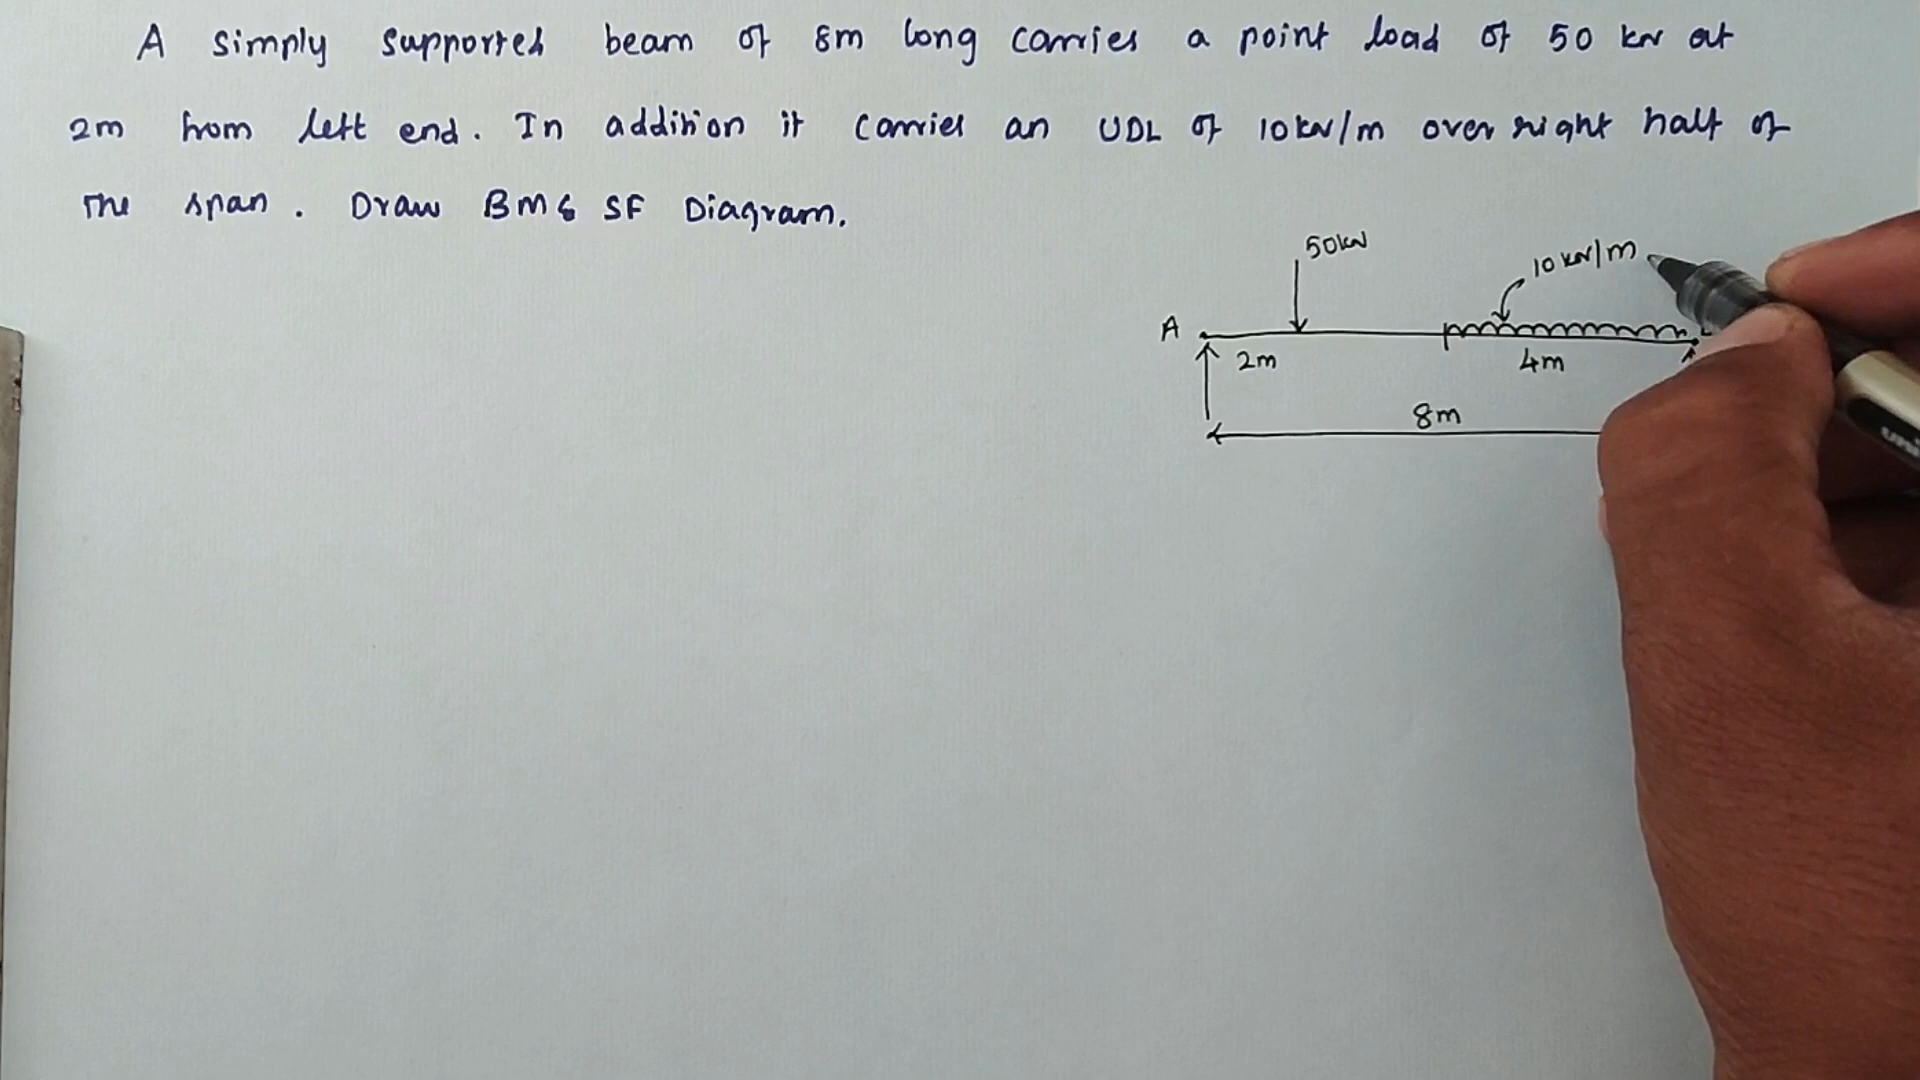 A simply supported beam of 8m long carries a point load of 50 kN at
2m from left end. In addition it carries an UDL of 10kN/m over right half of
the span. Draw BM & SF Diagram.
50kN
10 kN/m
A
2m
4m
8m